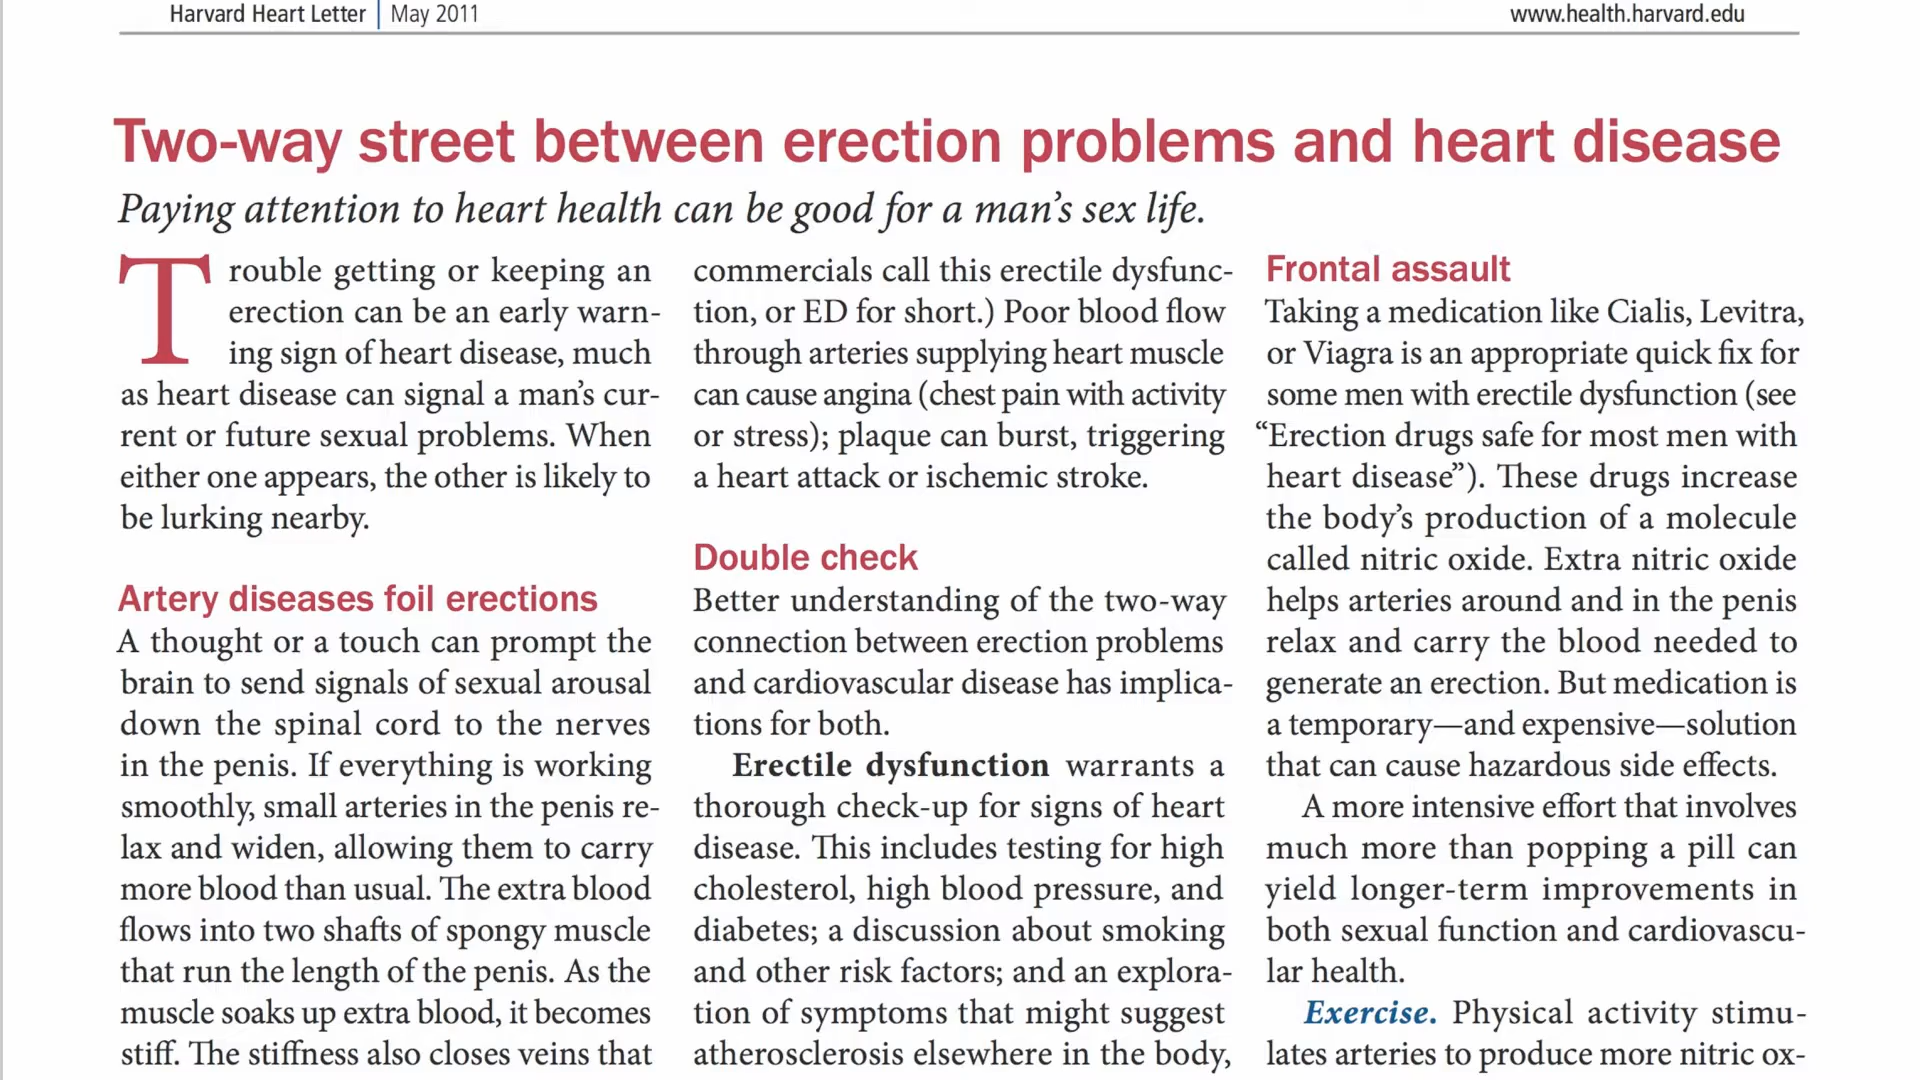 Harvard Heart Letter | May 2011
www.health.harvard.edu
Two-way street between erection problems and heart disease
Paying attention to heart health can be good for a man’s sex life.
Trouble getting or keeping an
erection can be an early warn-
ing sign of heart disease, much
as heart disease can signal a man’s cur-
rent or future sexual problems. When
either one appears, the other is likely to
be lurking nearby.
Artery diseases foil erections
A thought or a touch can prompt the
brain to send signals of sexual arousal
down the spinal cord to the nerves
in the penis. If everything is working
smoothly, small arteries in the penis re-
lax and widen, allowing them to carry
more blood than usual. The extra blood
flows into two shafts of spongy muscle
that run the length of the penis. As the
muscle soaks up extra blood, it becomes
stiff. The stiffness also closes veins that
commercials call this erectile dysfunc-
tion, or ED for short.) Poor blood flow
through arteries supplying heart muscle
can cause angina (chest pain with activity
or stress); plaque can burst, triggering
a heart attack or ischemic stroke.
Double check
Better understanding of the two-way
connection between erection problems
and cardiovascular disease has implica-
tions for both.
Erectile dysfunction warrants a
thorough check-up for signs of heart
disease. This includes testing for high
cholesterol, high blood pressure, and
diabetes; a discussion about smoking
and other risk factors; and an explora-
tion of symptoms that might suggest
atherosclerosis elsewhere in the body,
Frontal assault
Taking a medication like Cialis, Levitra,
or Viagra is an appropriate quick fix for
some men with erectile dysfunction (see
“Erection drugs safe for most men with
heart disease”). These drugs increase
the body’s production of a molecule
called nitric oxide. Extra nitric oxide
helps arteries around and in the penis
relax and carry the blood needed to
generate an erection. But medication is
a temporary—and expensive—solution
that can cause hazardous side effects.
A more intensive effort that involves
much more than popping a pill can
yield longer-term improvements in
both sexual function and cardiovascu-
lar health.
Exercise. Physical activity stimu-
lates arteries to produce more nitric ox-